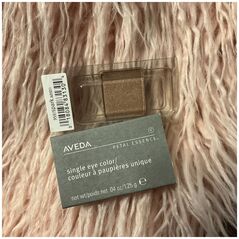 AVEDA
PETAL ESSENCE
single eye color/
couleur à paupières unique
net wt/poids net .04 oz/1.25 g e